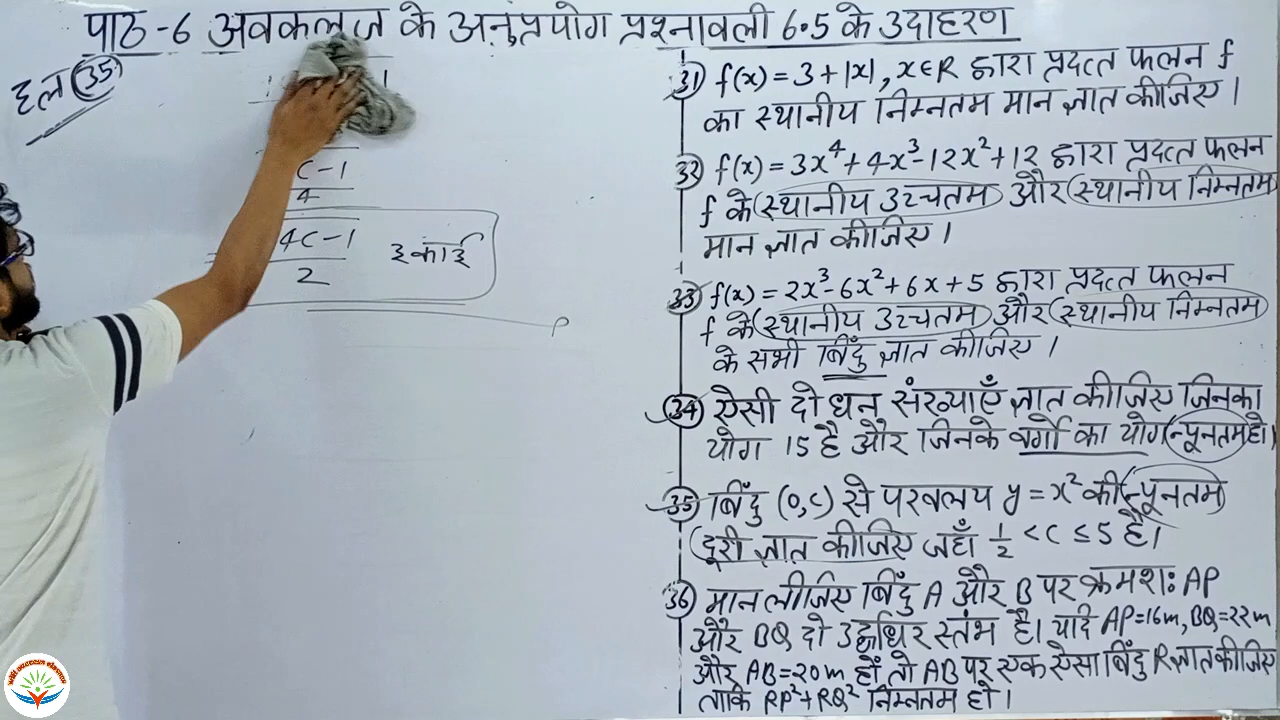 पाठ-6 अवकलज के अनुप्रयोग प्रश्नावली 6.5 के उदाहरण
हल 35
C-1
4
4C-1
2
इकाई
31 f(x) = 3+|x|, x∈R द्वारा प्रदत्त फलन f
का स्थानीय निम्नतम मान ज्ञात कीजिए।
32 f(x) = 3x⁴+4x³-12x²+12 द्वारा प्रदत्त फलन
f के स्थानीय उच्चतम और स्थानीय निम्नतम
मान ज्ञात कीजिए।
33 f(x) = 2x³-6x²+6x+5 द्वारा प्रदत्त फलन
f के स्थानीय उच्चतम और स्थानीय निम्नतम
के सभी बिंदु ज्ञात कीजिए।
34 ऐसी दो धन संख्याएँ ज्ञात कीजिए जिनका
योग 15 है और जिनके वर्गों का योग न्यूनतम हो।
35 बिंदु (0,c) से परवलय y = x² की न्यूनतम
दूरी ज्ञात कीजिए जहाँ 1/2 < c ≤ 5 है।
36 मान लीजिए बिंदु A और B पर क्रमश: AP
और BQ दो उर्ध्वाधर स्तंभ है। यदि AP=16m, BQ=22m
और AB=20m हों तो AB पर एक ऐसा बिंदु R ज्ञात कीजिए
ताकि RP²+RQ² निम्नतम हो।